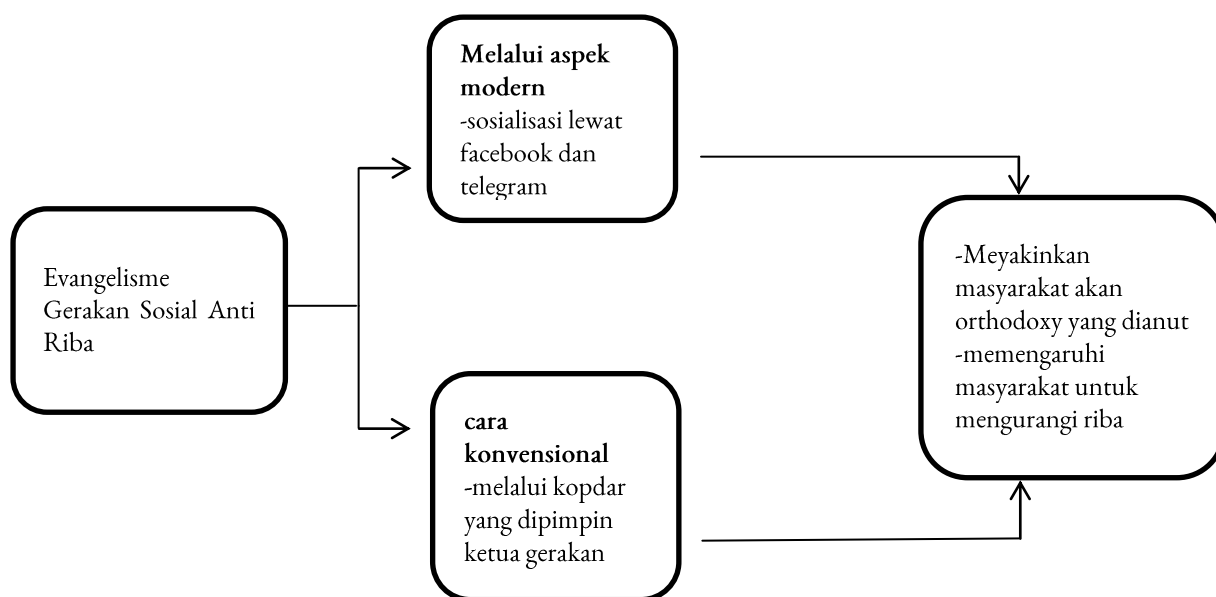 Melalui aspek
modern
-sosialisasi lewat
facebook dan
telegram
Evangelisme
Gerakan Sosial Anti
Riba
cara
konvensional
-melalui kopdar
yang dipimpin
ketua gerakan
-Meyakinkan
masyarakat akan
orthodoxy yang dianut
-memengaruhi
masyarakat untuk
mengurangi riba